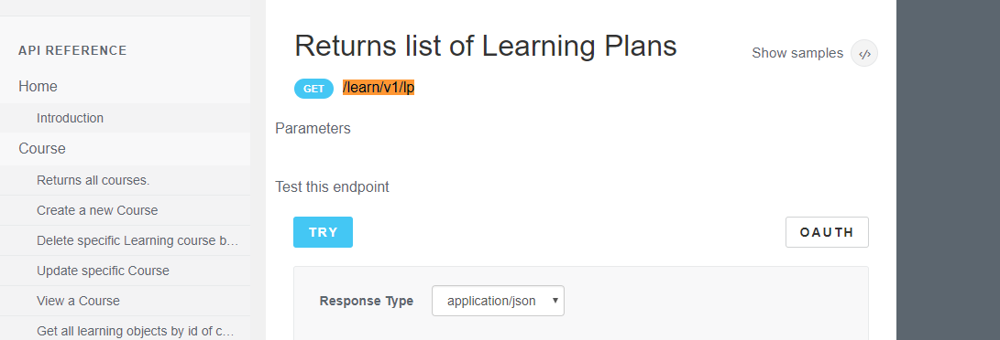 API REFERENCE
Home
Introduction
Course
Returns all courses.
Create a new Course
Delete specific Learning course b...
Update specific Course
View a Course
Get all learning objects by id of c...
Returns list of Learning Plans
Show samples
GET /learn/v1/lp
Parameters
Test this endpoint
TRY
OAUTH
Response Type
application/json